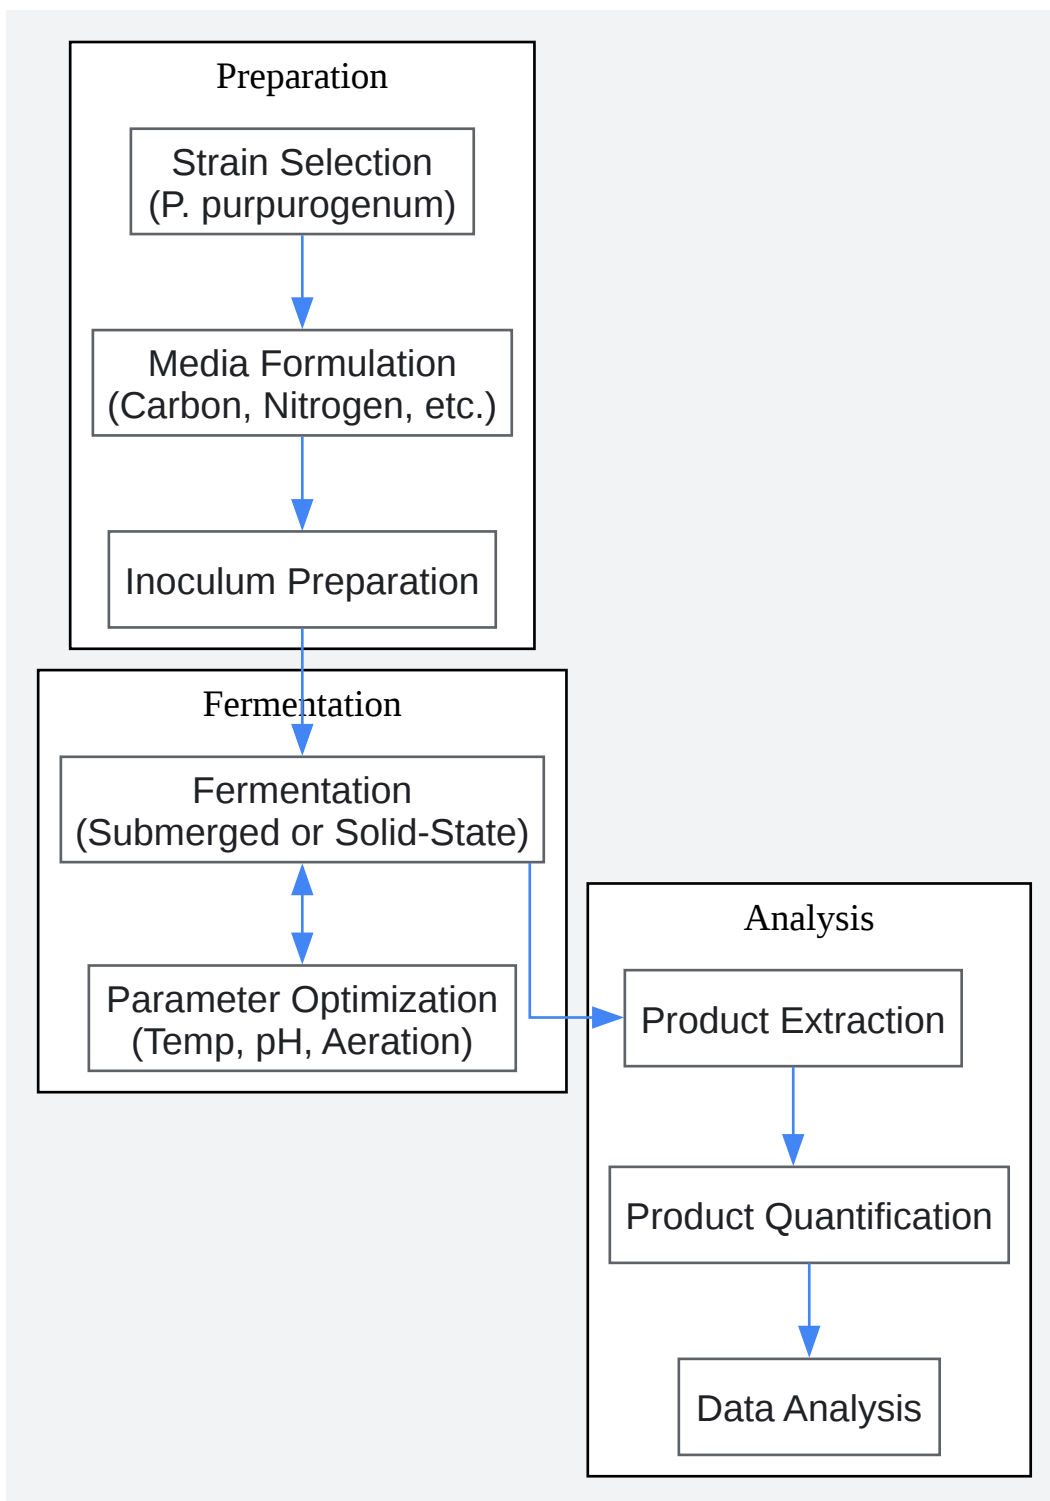 Preparation
Strain Selection
(P. purpurogenum)
Media Formulation
(Carbon, Nitrogen, etc.)
Inoculum Preparation
Fermentation
Fermentation
(Submerged or Solid-State)
Parameter Optimization
(Temp, pH, Aeration)
Analysis
Product Extraction
Product Quantification
Data Analysis